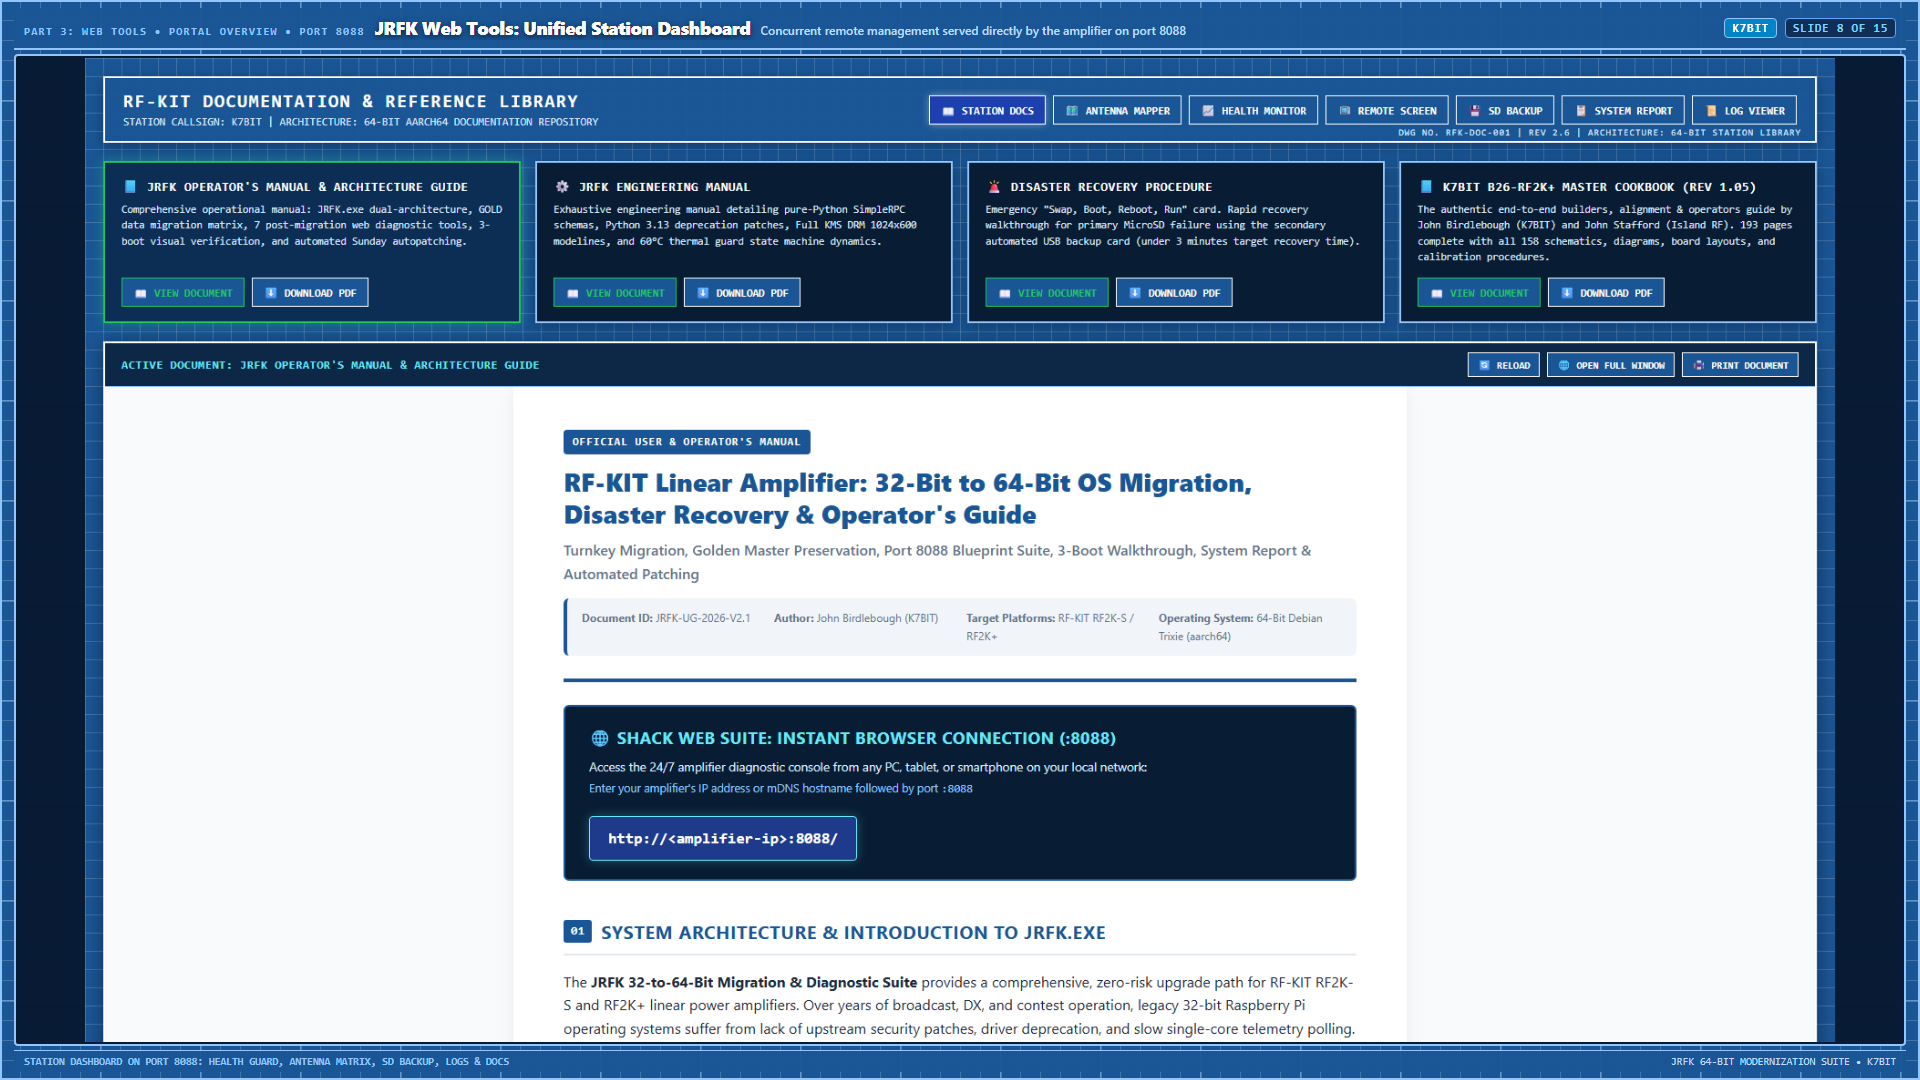 PART 3: WEB TOOLS • PORTAL OVERVIEW • PORT 8088 JRFK Web Tools: Unified Station Dashboard Concurrent remote management served directly by the amplifier on port 8088 K7BIT SLIDE 8 OF 15
RF-KIT DOCUMENTATION & REFERENCE LIBRARY
STATION CALLSIGN: K7BIT | ARCHITECTURE: 64-BIT AARCH64 DOCUMENTATION REPOSITORY
STATION DOCS ANTENNA MAPPER HEALTH MONITOR REMOTE SCREEN SD BACKUP SYSTEM REPORT LOG VIEWER
DWG NO. RFK-DOC-001 | REV 2.6 | ARCHITECTURE: 64-BIT STATION LIBRARY
JRFK OPERATOR'S MANUAL & ARCHITECTURE GUIDE
Comprehensive operational manual: JRFK.exe dual-architecture, GOLD
data migration matrix, 7 post-migration web diagnostic tools, 3-
boot visual verification, and automated Sunday autopatching.
VIEW DOCUMENT DOWNLOAD PDF
JRFK ENGINEERING MANUAL
Exhaustive engineering manual detailing pure-Python SimpleRPC
schemas, Python 3.13 deprecation patches, Full KMS DRM 1024x600
modelines, and 60°C thermal guard state machine dynamics.
VIEW DOCUMENT DOWNLOAD PDF
DISASTER RECOVERY PROCEDURE
Emergency "Swap, Boot, Reboot, Run" card. Rapid recovery
walkthrough for primary MicroSD failure using the secondary
automated USB backup card (under 3 minutes target recovery time).
VIEW DOCUMENT DOWNLOAD PDF
K7BIT B26-RF2K+ MASTER COOKBOOK (REV 1.05)
The authentic end-to-end builders, alignment & operators guide by
John Birdlebough (K7BIT) and John Stafford (Island RF). 193 pages
complete with all 158 schematics, diagrams, board layouts, and
calibration procedures.
VIEW DOCUMENT DOWNLOAD PDF
ACTIVE DOCUMENT: JRFK OPERATOR'S MANUAL & ARCHITECTURE GUIDE RELOAD OPEN FULL WINDOW PRINT DOCUMENT
OFFICIAL USER & OPERATOR'S MANUAL
RF-KIT Linear Amplifier: 32-Bit to 64-Bit OS Migration,
Disaster Recovery & Operator's Guide
Turnkey Migration, Golden Master Preservation, Port 8088 Blueprint Suite, 3-Boot Walkthrough, System Report &
Automated Patching
Document ID: JRFK-UG-2026-V2.1 Author: John Birdlebough (K7BIT) Target Platforms: RF-KIT RF2K-S / Operating System: 64-Bit Debian
RF2K+ Trixie (aarch64)
SHACK WEB SUITE: INSTANT BROWSER CONNECTION (:8088)
Access the 24/7 amplifier diagnostic console from any PC, tablet, or smartphone on your local network:
Enter your amplifier's IP address or mDNS hostname followed by port :8088
http://<amplifier-ip>:8088/
01 SYSTEM ARCHITECTURE & INTRODUCTION TO JRFK.EXE
The JRFK 32-to-64-Bit Migration & Diagnostic Suite provides a comprehensive, zero-risk upgrade path for RF-KIT RF2K-
S and RF2K+ linear power amplifiers. Over years of broadcast, DX, and contest operation, legacy 32-bit Raspberry Pi
operating systems suffer from lack of upstream security patches, driver deprecation, and slow single-core telemetry polling.
STATION DASHBOARD ON PORT 8088: HEALTH GUARD, ANTENNA MATRIX, SD BACKUP, LOGS & DOCS JRFK 64-BIT MODERNIZATION SUITE • K7BIT